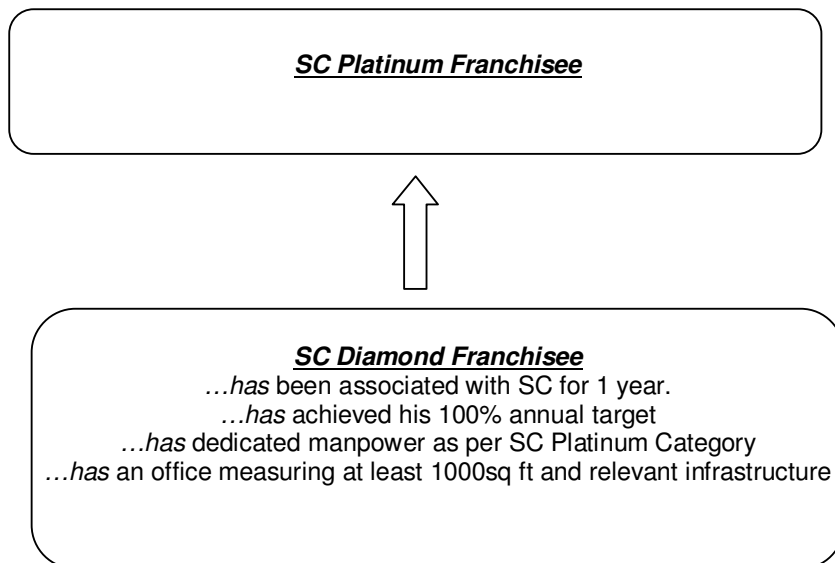 SC Platinum Franchisee
SC Diamond Franchisee
…has been associated with SC for 1 year.
…has achieved his 100% annual target
…has dedicated manpower as per SC Platinum Category
…has an office measuring at least 1000sq ft and relevant infrastructure